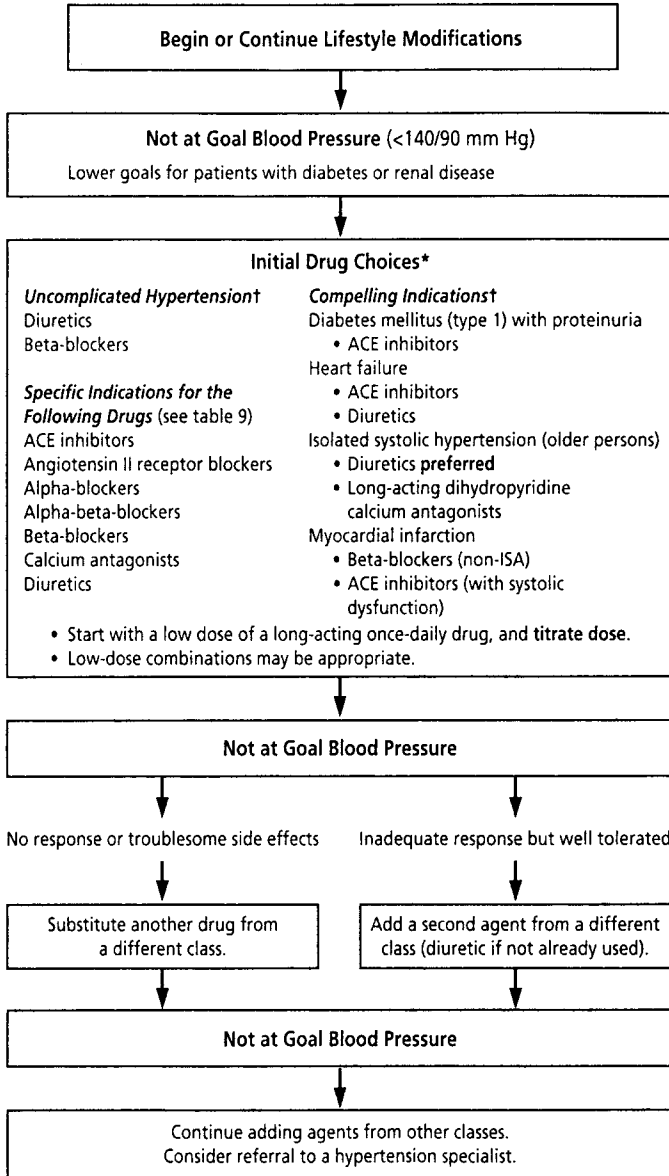 Begin or Continue Lifestyle Modifications
Not at Goal Blood Pressure (<140/90 mm Hg)
Lower goals for patients with diabetes or renal disease
Initial Drug Choices*
Uncomplicated Hypertension†
Diuretics
Beta-blockers
Specific Indications for the
Following Drugs (see table 9)
ACE inhibitors
Angiotensin II receptor blockers
Alpha-blockers
Alpha-beta-blockers
Beta-blockers
Calcium antagonists
Diuretics
Compelling Indications†
Diabetes mellitus (type 1) with proteinuria
• ACE inhibitors
Heart failure
• ACE inhibitors
• Diuretics
Isolated systolic hypertension (older persons)
• Diuretics preferred
• Long-acting dihydropyridine
calcium antagonists
Myocardial infarction
• Beta-blockers (non-ISA)
• ACE inhibitors (with systolic
dysfunction)
• Start with a low dose of a long-acting once-daily drug, and titrate dose.
• Low-dose combinations may be appropriate.
Not at Goal Blood Pressure
No response or troublesome side effects
Substitute another drug from
a different class.
Inadequate response but well tolerated
Add a second agent from a different
class (diuretic if not already used).
Not at Goal Blood Pressure
Continue adding agents from other classes.
Consider referral to a hypertension specialist.